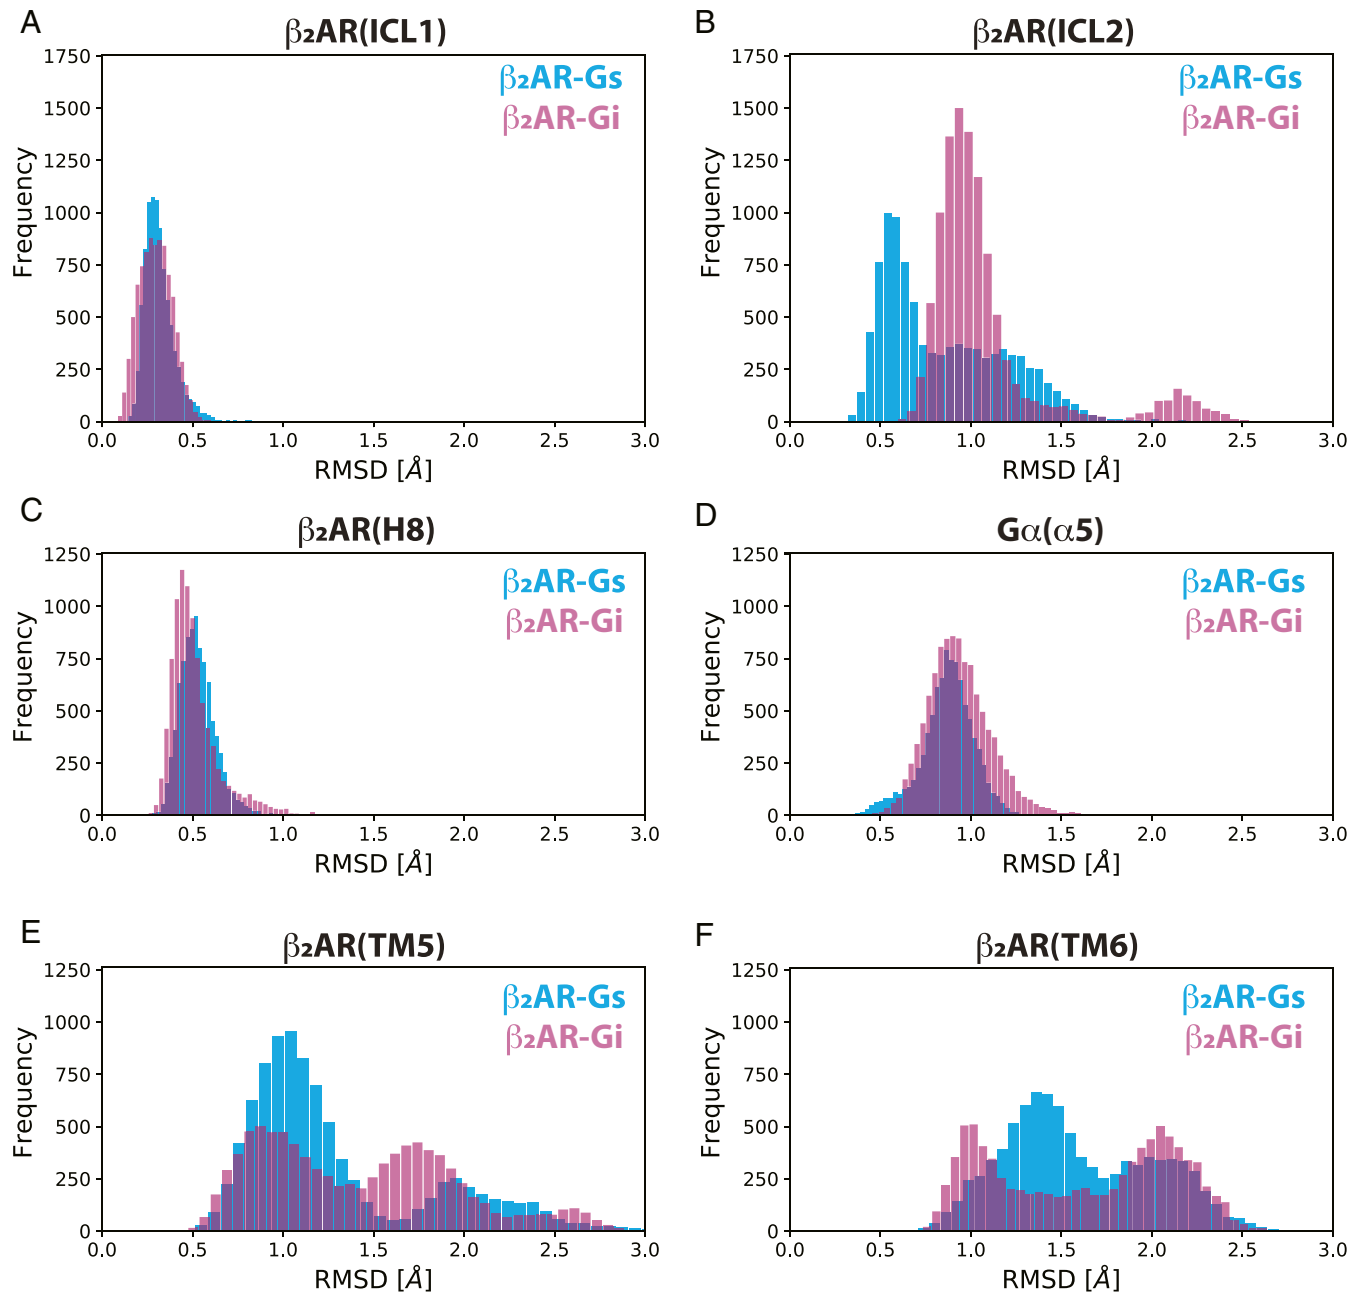 A
β₂AR(ICL1)
1750
1500
1250
1000
750
500
250
0
Frequency
β₂AR-Gs
β₂AR-Gi
0.0 0.5 1.0 1.5 2.0 2.5 3.0
RMSD [Å]
B
β₂AR(ICL2)
1750
1500
1250
1000
750
500
250
0
Frequency
β₂AR-Gs
β₂AR-Gi
0.0 0.5 1.0 1.5 2.0 2.5 3.0
RMSD [Å]
C
β₂AR(H8)
1250
1000
750
500
250
0
Frequency
β₂AR-Gs
β₂AR-Gi
0.0 0.5 1.0 1.5 2.0 2.5 3.0
RMSD [Å]
D
Gα(α5)
1250
1000
750
500
250
0
Frequency
β₂AR-Gs
β₂AR-Gi
0.0 0.5 1.0 1.5 2.0 2.5 3.0
RMSD [Å]
E
β₂AR(TM5)
1250
1000
750
500
250
0
Frequency
β₂AR-Gs
β₂AR-Gi
0.0 0.5 1.0 1.5 2.0 2.5 3.0
RMSD [Å]
F
β₂AR(TM6)
1250
1000
750
500
250
0
Frequency
β₂AR-Gs
β₂AR-Gi
0.0 0.5 1.0 1.5 2.0 2.5 3.0
RMSD [Å]